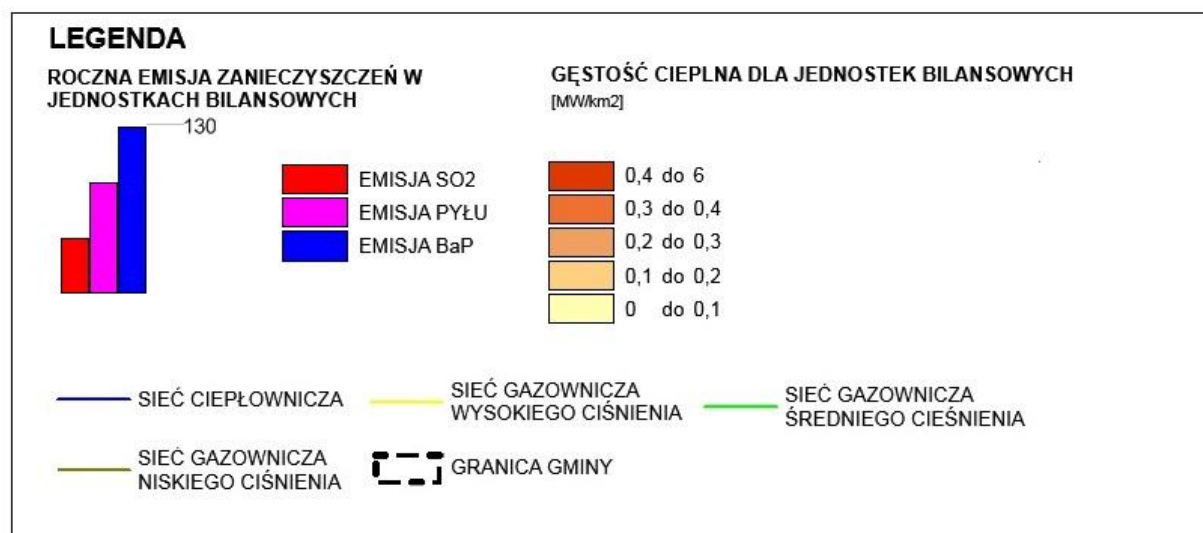 LEGENDA
ROCZNA EMISJA ZANIECZYSZCZEŃ W
JEDNOSTKACH BILANSOWYCH
130
EMISJA SO2
EMISJA PYŁU
EMISJA BaP
GĘSTOŚĆ CIEPLNA DLA JEDNOSTEK BILANSOWYCH
[MW/km2]
0,4 do 6
0,3 do 0,4
0,2 do 0,3
0,1 do 0,2
0 do 0,1
SIEĆ CIEPŁOWNICZA
SIEĆ GAZOWNICZA
WYSOKIEGO CIŚNIENIA
SIEĆ GAZOWNICZA
ŚREDNIEGO CIEŚNIENIA
SIEĆ GAZOWNICZA
NISKIEGO CIŚNIENIA
GRANICA GMINY